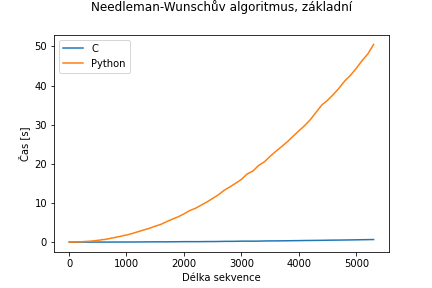 Needleman-Wunschův algoritmus, základní
C
Python
50
40
30
20
10
0
Čas [s]
0 1000 2000 3000 4000 5000
Délka sekvence